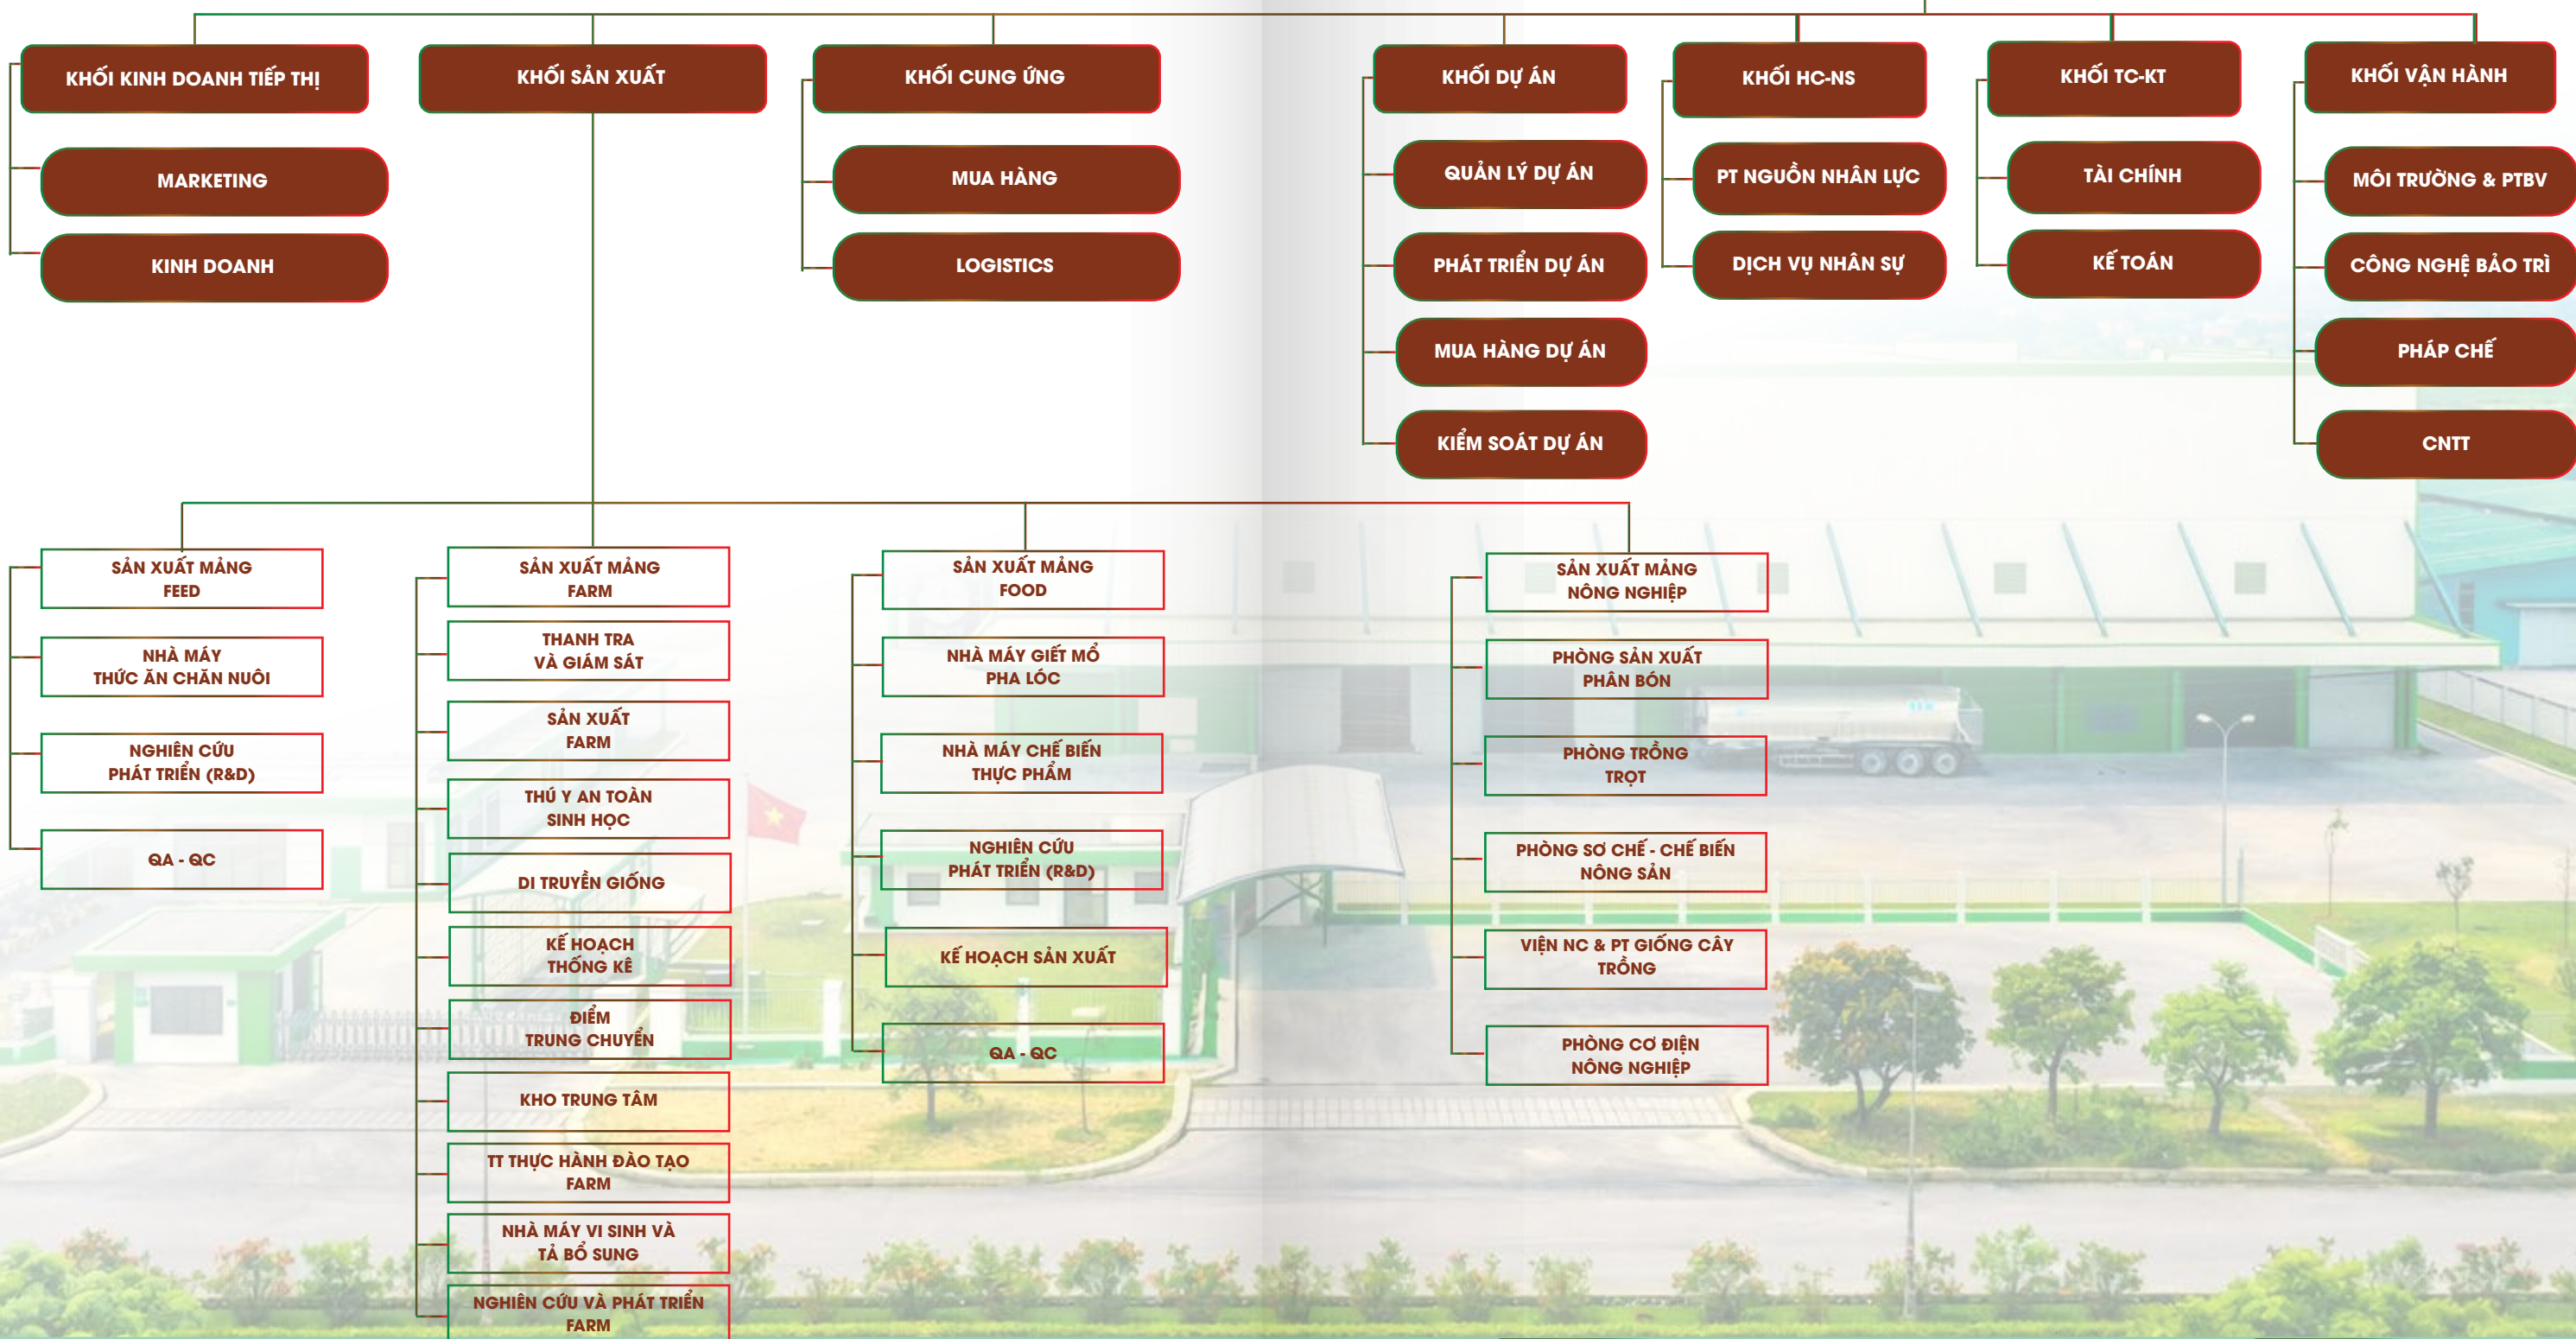 KHỐI KINH DOANH TIẾP THỊ
MARKETING
KINH DOANH
KHỐI SẢN XUẤT
KHỐI CUNG ỨNG
MUA HÀNG
LOGISTICS
KHỐI DỰ ÁN
QUẢN LÝ DỰ ÁN
PHÁT TRIỂN DỰ ÁN
MUA HÀNG DỰ ÁN
KIỂM SOÁT DỰ ÁN
KHỐI HC-NS
PT NGUỒN NHÂN LỰC
DỊCH VỤ NHÂN SỰ
KHỐI TC-KT
TÀI CHÍNH
KẾ TOÁN
KHỐI VẬN HÀNH
MÔI TRƯỜNG & PTBV
CÔNG NGHỆ BẢO TRÌ
PHÁP CHẾ
CNTT
SẢN XUẤT MẢNG
FEED
NHÀ MÁY
THỨC ĂN CHĂN NUÔI
NGHIÊN CỨU
PHÁT TRIỂN (R&D)
QA - QC
SẢN XUẤT MẢNG
FARM
THANH TRA
VÀ GIÁM SÁT
SẢN XUẤT
FARM
THÚ Y AN TOÀN
SINH HỌC
DI TRUYỀN GIỐNG
KẾ HOẠCH
THỐNG KÊ
ĐIỂM
TRUNG CHUYỂN
KHO TRUNG TÂM
TT THỰC HÀNH ĐÀO TẠO
FARM
NHÀ MÁY VI SINH VÀ
TẢ BỔ SUNG
NGHIÊN CỨU VÀ PHÁT TRIỂN
FARM
SẢN XUẤT MẢNG
FOOD
NHÀ MÁY GIẾT MỔ
PHA LÓC
NHÀ MÁY CHẾ BIẾN
THỰC PHẨM
NGHIÊN CỨU
PHÁT TRIỂN (R&D)
KẾ HOẠCH SẢN XUẤT
QA - QC
SẢN XUẤT MẢNG
NÔNG NGHIỆP
PHÒNG SẢN XUẤT
PHÂN BÓN
PHÒNG TRỒNG
TRỌT
PHÒNG SƠ CHẾ - CHẾ BIẾN
NÔNG SẢN
VIỆN NC & PT GIỐNG CÂY
TRỒNG
PHÒNG CƠ ĐIỆN
NÔNG NGHIỆP